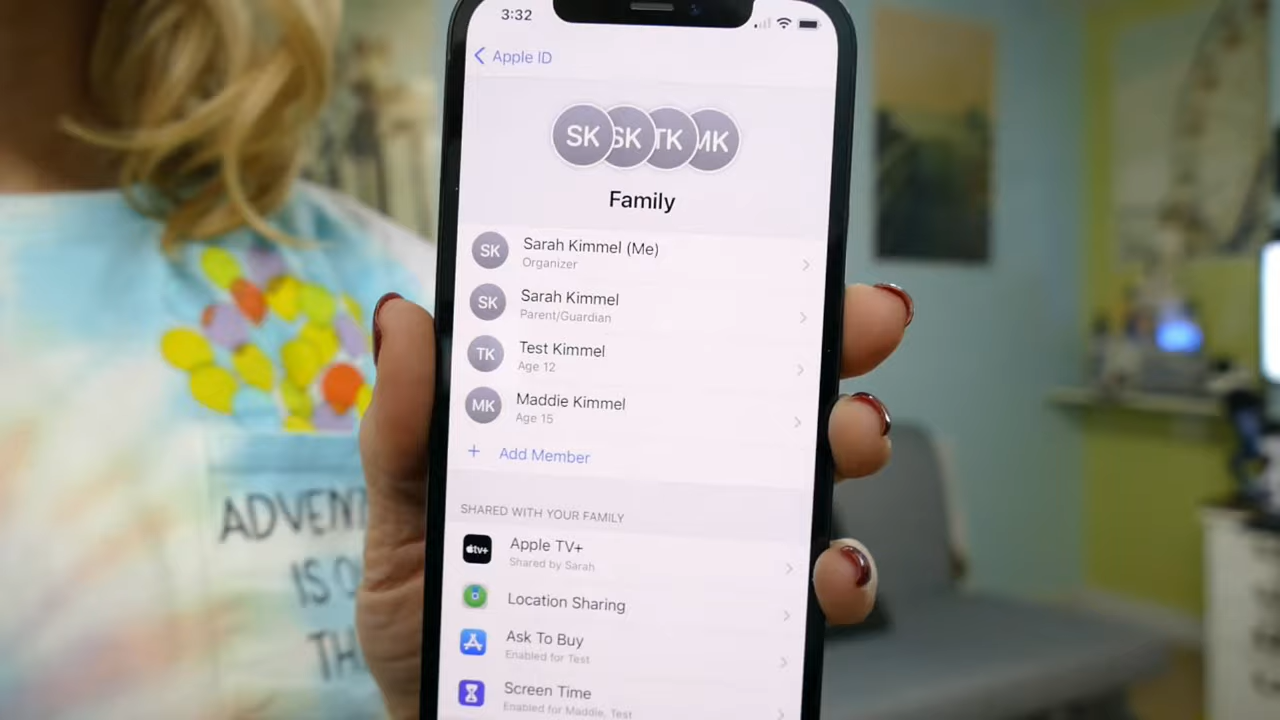 3:32
Apple ID
SK SK TK MK
Family
SK Sarah Kimmel (Me)
Organizer
SK Sarah Kimmel
Parent/Guardian
TK Test Kimmel
Age 12
MK Maddie Kimmel
Age 15
+ Add Member
SHARED WITH YOUR FAMILY
tv+ Apple TV+
Shared by Sarah
Location Sharing
Ask To Buy
Enabled for Test
Screen Time
Enabled for Maddie, Test
ADVENT
IS O
TH